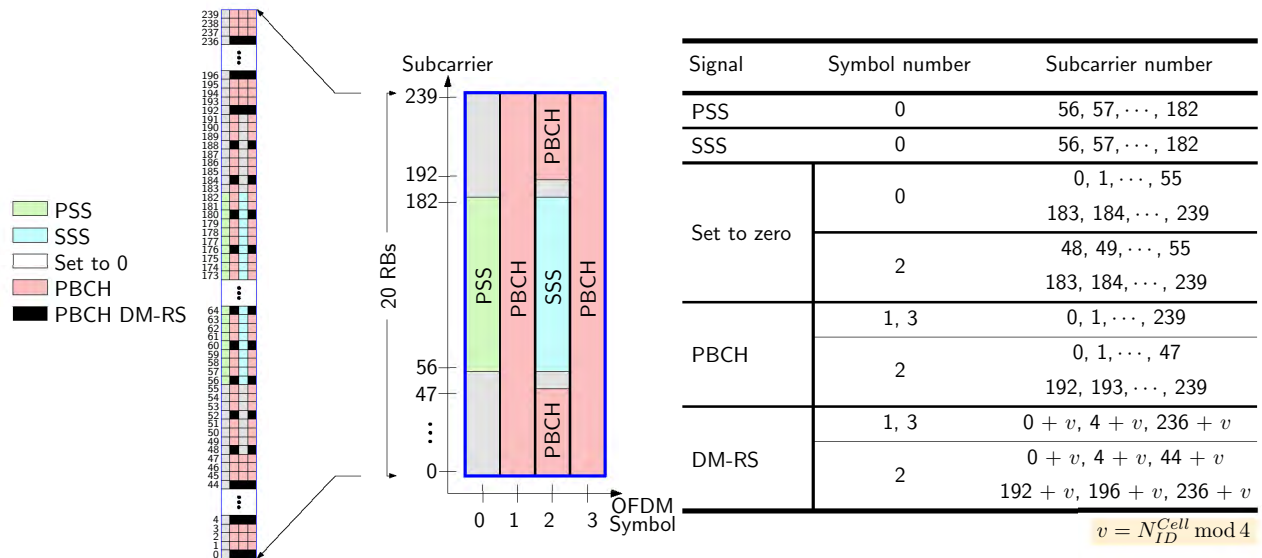 239
238
237
236
196
195
194
193
192
191
190
189
188
187
186
185
184
183
182
181
180
179
178
177
176
175
174
173
64
63
62
61
60
59
58
57
56
55
54
53
52
51
50
49
48
47
46
45
44
4
3
2
1
0
PSS
SSS
Set to 0
PBCH
PBCH DM-RS
Subcarrier
239
192
182
56
47
0
20 RBs
PSS
PBCH
PBCH
SSS
PBCH
PBCH
0 1 2 3
OFDM
Symbol
Signal Symbol number Subcarrier number
PSS 0 56, 57, ··· , 182
SSS 0 56, 57, ··· , 182
Set to zero
0
0, 1, ··· , 55
183, 184, ··· , 239
2
48, 49, ··· , 55
183, 184, ··· , 239
PBCH
1, 3 0, 1, ··· , 239
2
0, 1, ··· , 47
192, 193, ··· , 239
DM-RS
1, 3 0 + v, 4 + v, 236 + v
2
0 + v, 4 + v, 44 + v
192 + v, 196 + v, 236 + v
v = N_{ID}^{Cell} mod 4